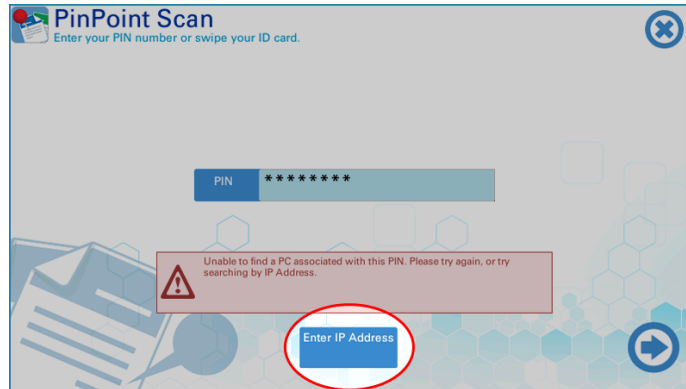 PinPoint Scan
Enter your PIN number or swipe your ID card.
PIN ********
Unable to find a PC associated with this PIN. Please try again, or try
searching by IP Address.
Enter IP Address